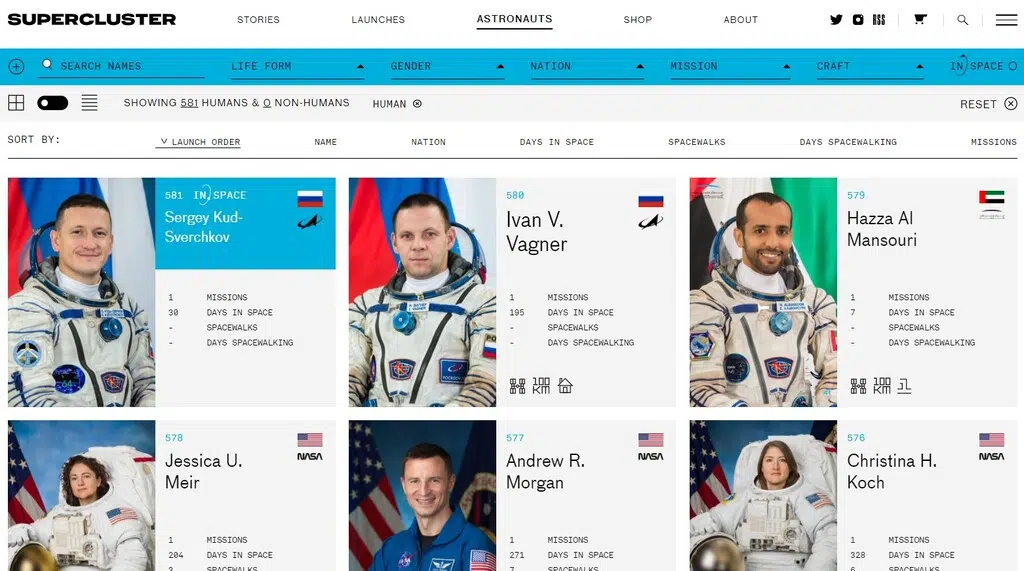 SUPERCLUSTER STORIES LAUNCHES ASTRONAUTS SHOP ABOUT RSS
SEARCH NAMES LIFE FORM GENDER NATION MISSION CRAFT IN SPACE
SHOWING 581 HUMANS & 0 NON-HUMANS HUMAN RESET
SORT BY: LAUNCH ORDER NAME NATION DAYS IN SPACE SPACEWALKS DAYS SPACEWALKING MISSIONS
581 IN SPACE
Sergey Kud-
Sverchkov
1 MISSIONS
30 DAYS IN SPACE
- SPACEWALKS
- DAYS SPACEWALKING
580
Ivan V.
Vagner
1 MISSIONS
195 DAYS IN SPACE
- SPACEWALKS
- DAYS SPACEWALKING
100 KM
579
Hazza Al
Mansouri
1 MISSIONS
7 DAYS IN SPACE
- SPACEWALKS
- DAYS SPACEWALKING
100 KM
578
NASA
Jessica U.
Meir
1 MISSIONS
204 DAYS IN SPACE
3 SPACEWALKS
577
NASA
Andrew R.
Morgan
1 MISSIONS
271 DAYS IN SPACE
7 SPACEWALKS
576
NASA
Christina H.
Koch
1 MISSIONS
328 DAYS IN SPACE
6 SPACEWALKS